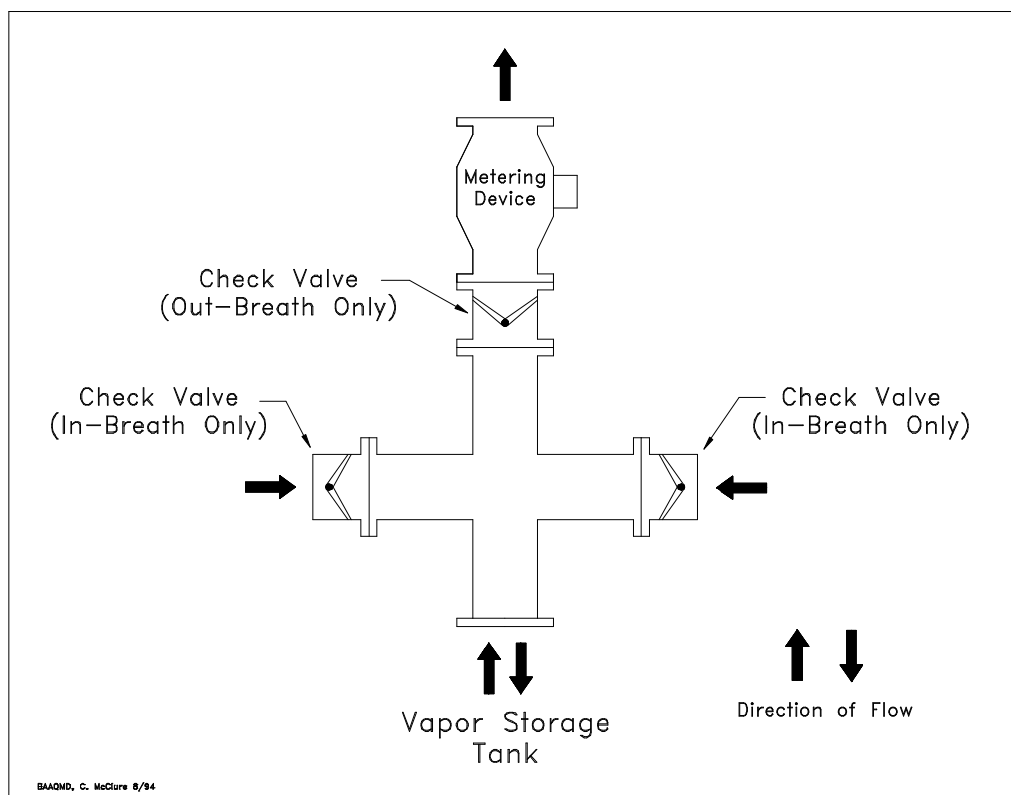 Metering
Device
Check Valve
(Out-Breath Only)
Check Valve
(In-Breath Only)
Check Valve
(In-Breath Only)
Vapor Storage
Tank
Direction of Flow
BAAQMD, C. McClure 8/94